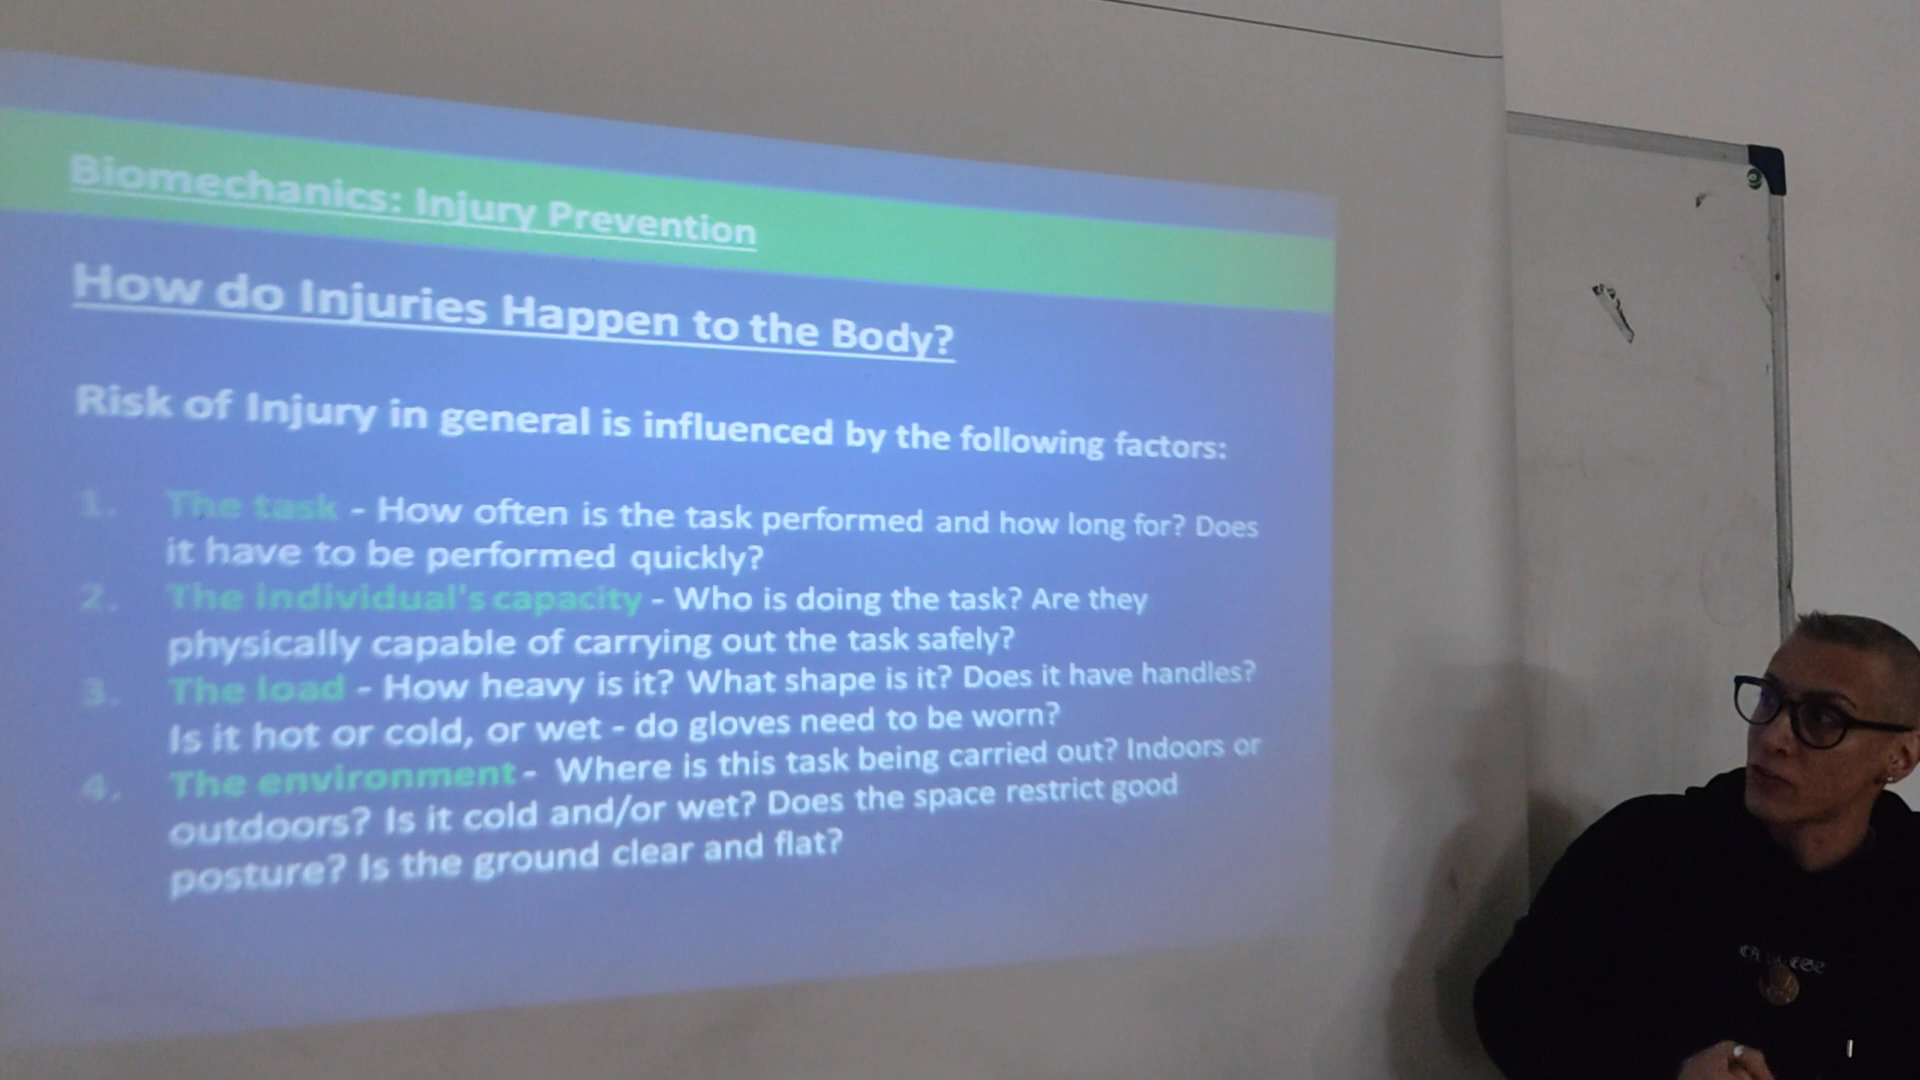 Biomechanics: Injury Prevention
How do Injuries Happen to the Body?
Risk of Injury in general is influenced by the following factors:
1. The task - How often is the task performed and how long for? Does
it have to be performed quickly?
2. The individual's capacity - Who is doing the task? Are they
physically capable of carrying out the task safely?
3. The load - How heavy is it? What shape is it? Does it have handles?
Is it hot or cold, or wet - do gloves need to be worn?
4. The environment - Where is this task being carried out? Indoors or
outdoors? Is it cold and/or wet? Does the space restrict good
posture? Is the ground clear and flat?